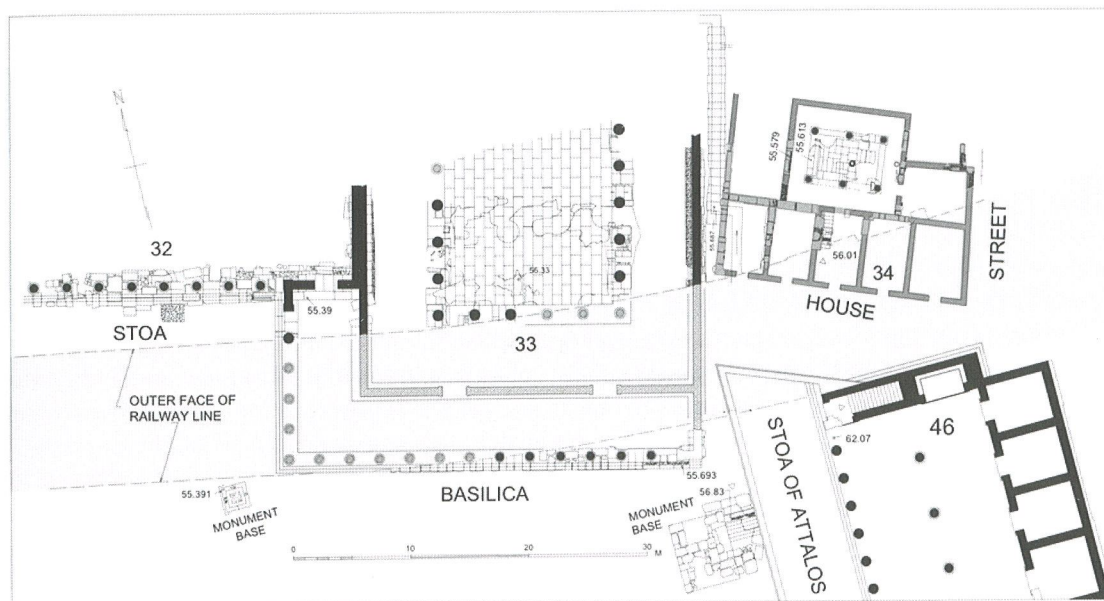 N
32
STOA
55.39
OUTER FACE OF
RAILWAY LINE
55.391
MONUMENT
BASE
33
56.33
BASILICA
0 10 20 30 M
55.693
56.83
MONUMENT
BASE
55.667
55.579
55.613
56.01
34
HOUSE
STREET
STOA OF ATTALOS
62.07
46